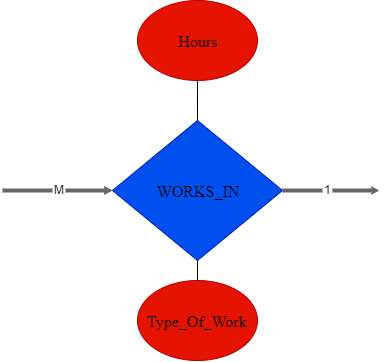 Hours
M
WORKS_IN
1
Type_Of_Work